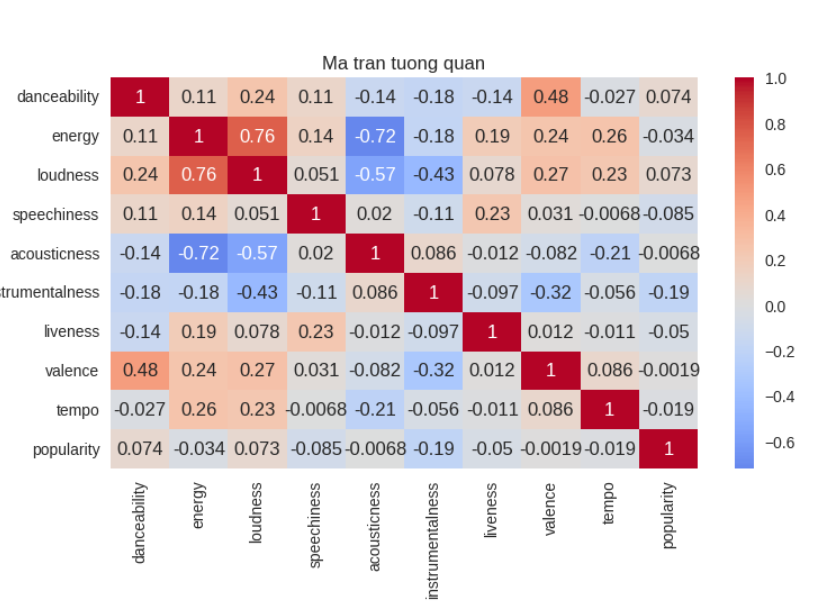 Ma tran tuong quan
danceability 1 0.11 0.24 0.11 -0.14 -0.18 -0.14 0.48 -0.027 0.074
energy 0.11 1 0.76 0.14 -0.72 -0.18 0.19 0.24 0.26 -0.034
loudness 0.24 0.76 1 0.051 -0.57 -0.43 0.078 0.27 0.23 0.073
speechiness 0.11 0.14 0.051 1 0.02 -0.11 0.23 0.031 -0.0068 -0.085
acousticness -0.14 -0.72 -0.57 0.02 1 0.086 -0.012 -0.082 -0.21 -0.0068
trumentalness -0.18 -0.18 -0.43 -0.11 0.086 1 -0.097 -0.32 -0.056 -0.19
liveness -0.14 0.19 0.078 0.23 -0.012 -0.097 1 0.012 -0.011 -0.05
valence 0.48 0.24 0.27 0.031 -0.082 -0.32 0.012 1 0.086 -0.0019
tempo -0.027 0.26 0.23 -0.0068 -0.21 -0.056 -0.011 0.086 1 -0.019
popularity 0.074 -0.034 0.073 -0.085 -0.0068 -0.19 -0.05 -0.0019 -0.019 1
danceability
energy
loudness
speechiness
acousticness
instrumentalness
liveness
valence
tempo
popularity
1.0
0.8
0.6
0.4
0.2
0.0
−0.2
−0.4
−0.6